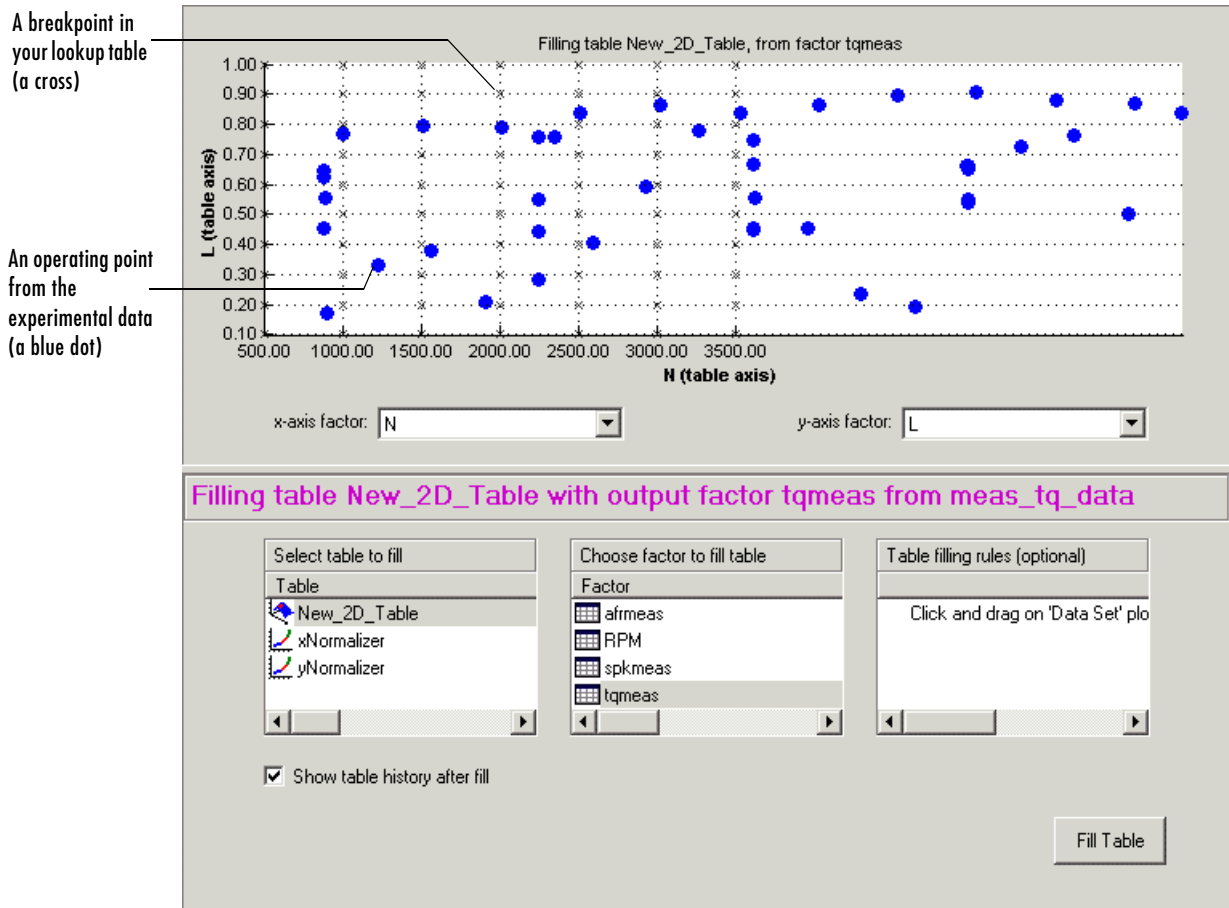 A breakpoint in
your lookup table
(a cross)
An operating point
from the
experimental data
(a blue dot)
Filling table New_2D_Table, from factor tqmeas
1.00
0.90
0.80
0.70
0.60
0.50
0.40
0.30
0.20
0.10
L (table axis)
500.00 1000.00 1500.00 2000.00 2500.00 3000.00 3500.00
N (table axis)
x-axis factor: N
y-axis factor: L
Filling table New_2D_Table with output factor tqmeas from meas_tq_data
Select table to fill
Table
New_2D_Table
xNormalizer
yNormalizer
Choose factor to fill table
Factor
afrmeas
RPM
spkmeas
tqmeas
Table filling rules (optional)
Click and drag on 'Data Set' plo
Show table history after fill
Fill Table